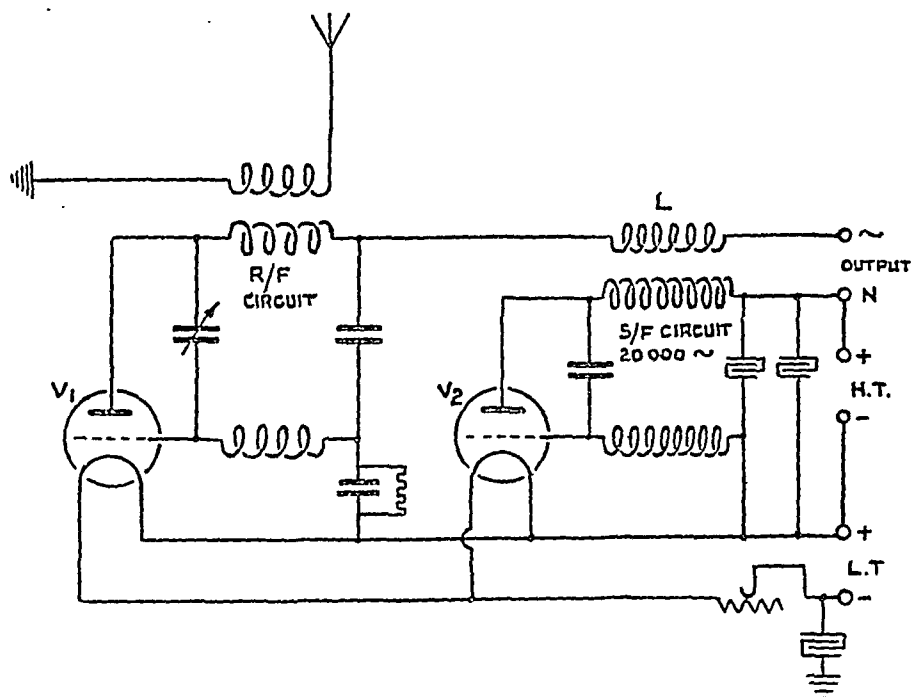 L
~
OUTPUT
N
R/F
CIRCUIT
S/F CIRCUIT
20 000 ~
+
H.T.
-
V1
V2
+
L.T
-